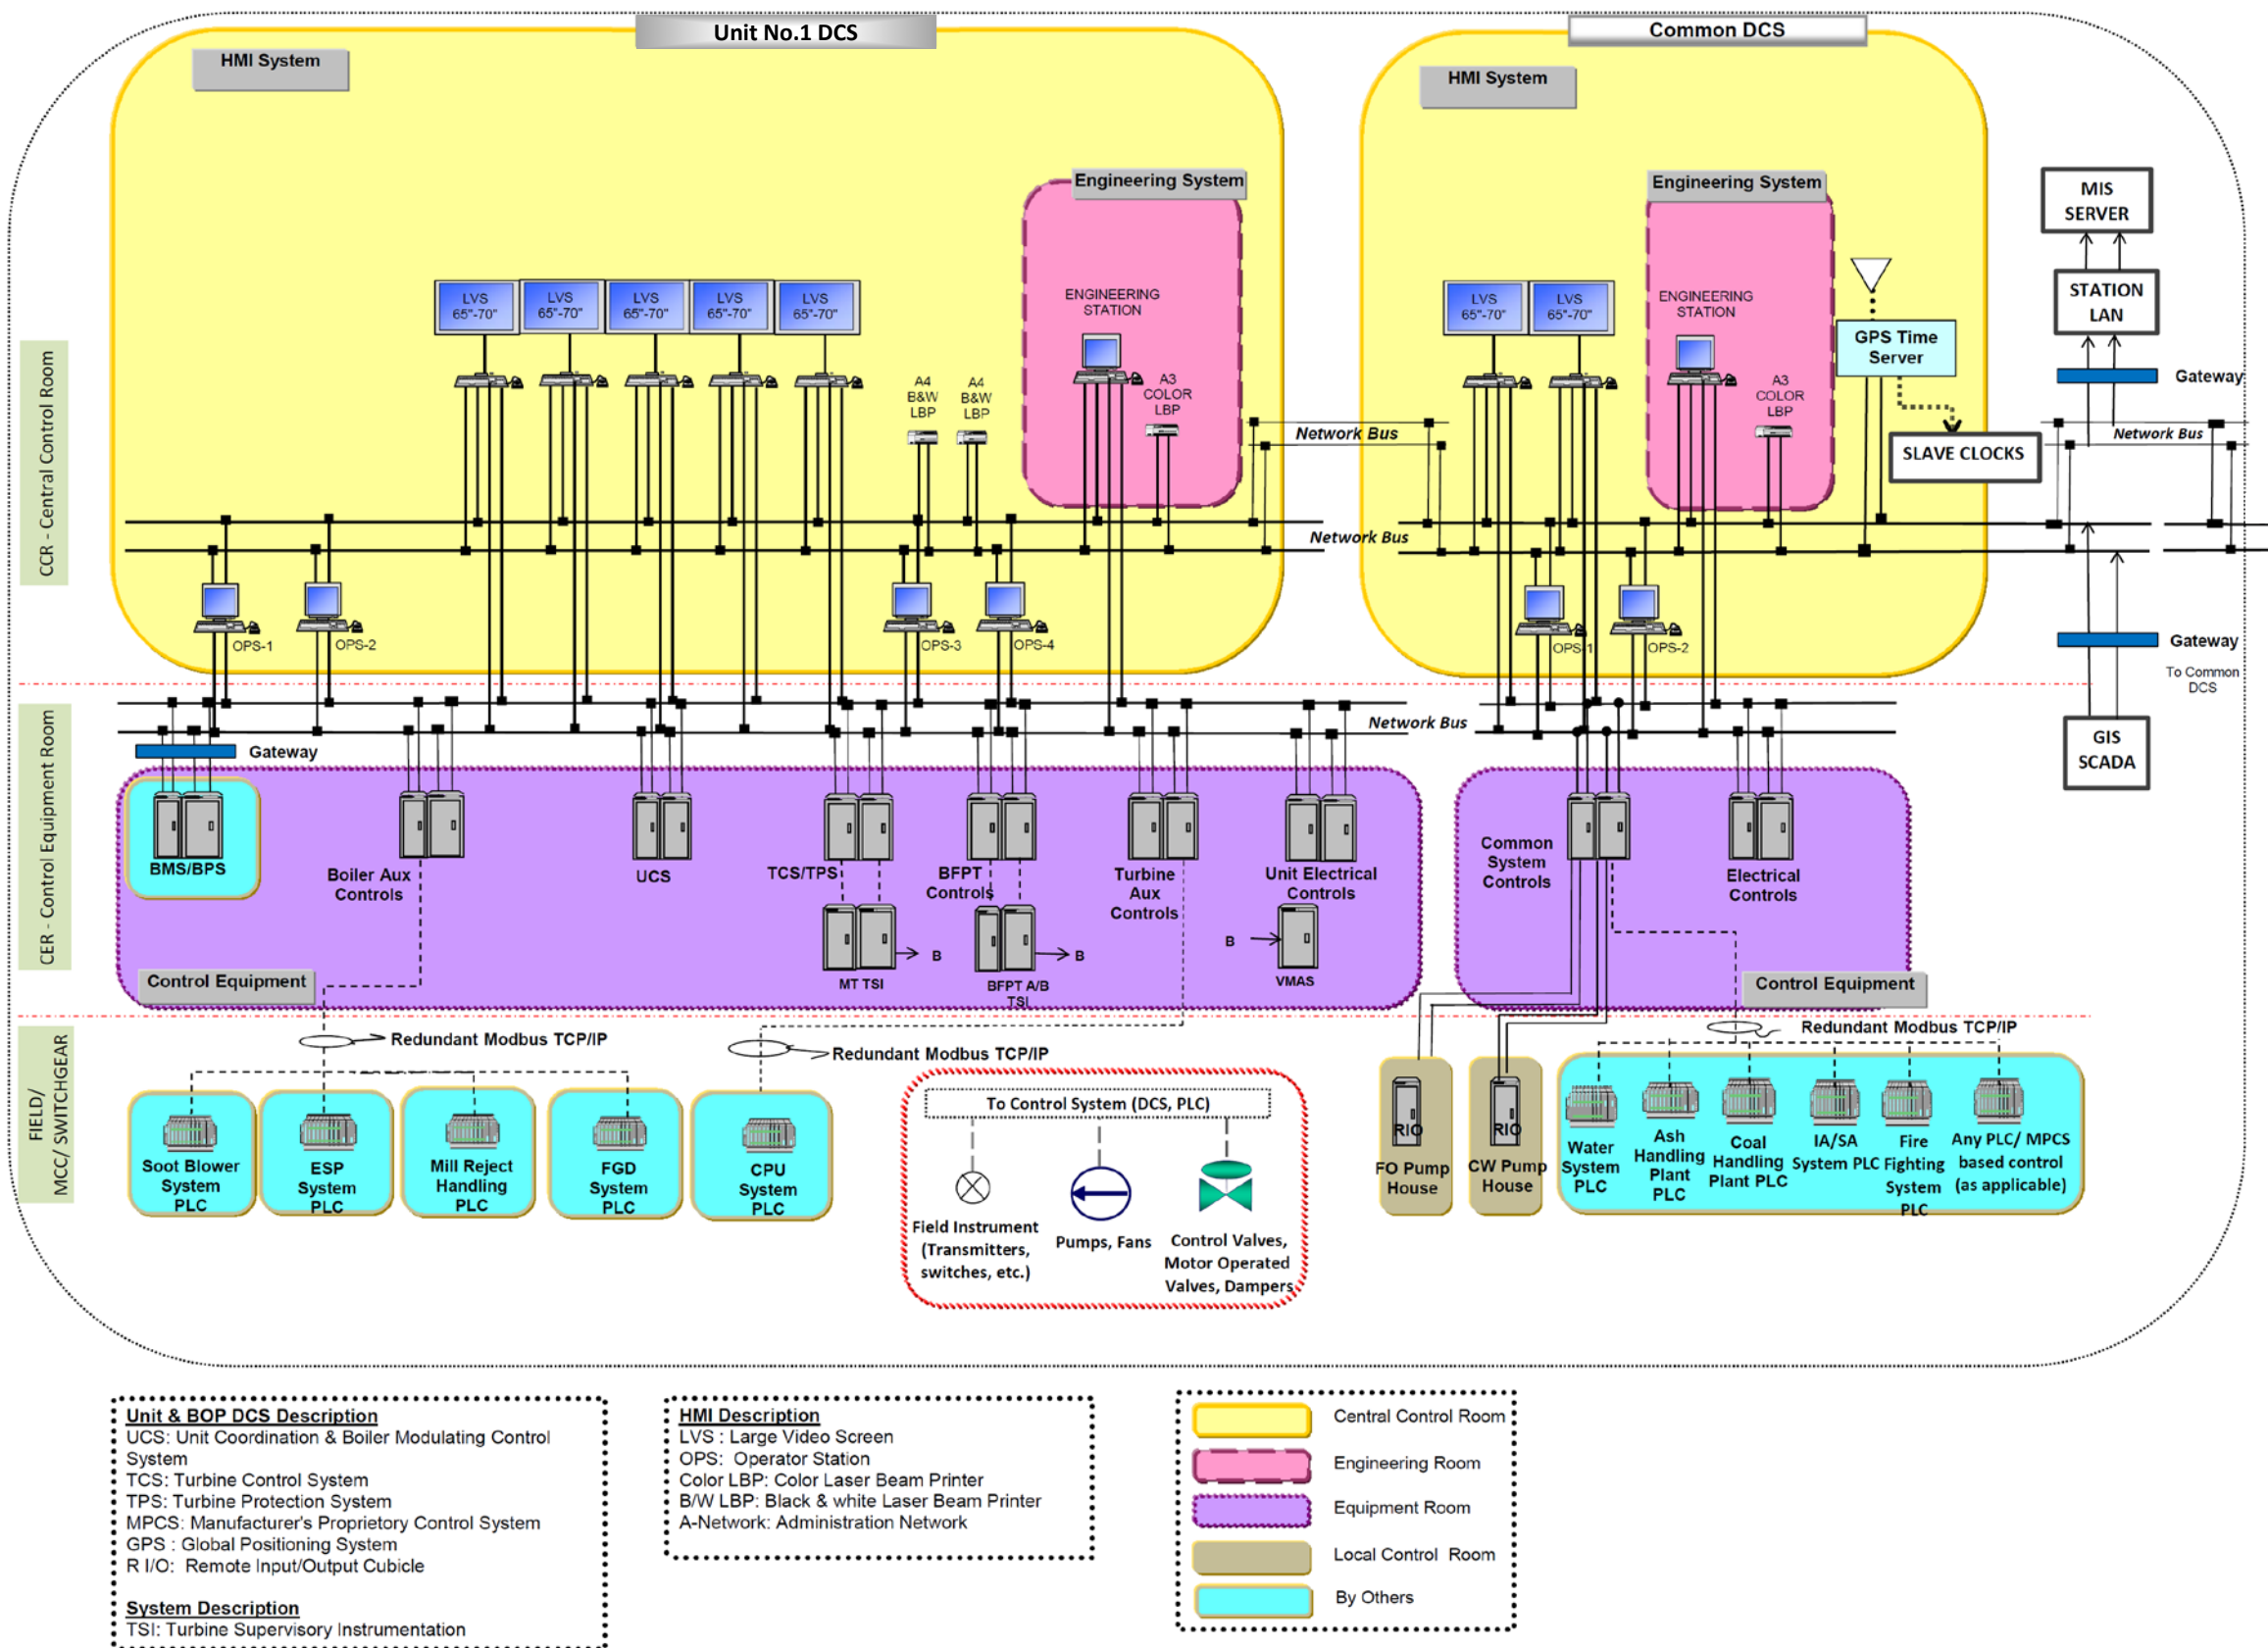 Unit No.1 DCS
Common DCS
HMI System
HMI System
Engineering System
Engineering System
MIS
SERVER
STATION
LAN
Gateway
LVS
65"-70"
LVS
65"-70"
LVS
65"-70"
LVS
65"-70"
LVS
65"-70"
ENGINEERING
STATION
A4
B&W
LBP
A4
B&W
LBP
A3
COLOR
LBP
LVS
65"-70"
LVS
65"-70"
ENGINEERING
STATION
A3
COLOR
LBP
GPS Time
Server
SLAVE CLOCKS
CCR - Central Control Room
Network Bus
Network Bus
Network Bus
OPS-1
OPS-2
OPS-3
OPS-4
OPS-1
OPS-2
Gateway
To Common
DCS
GIS
SCADA
CER - Control Equipment Room
Network Bus
Gateway
BMS/BPS
Boiler Aux
Controls
UCS
TCS/TPS
BFPT
Controls
Turbine
Aux
Controls
Unit Electrical
Controls
Common
System
Controls
Electrical
Controls
MT TSI
B
BFPT A/B
TSI
B
B
VMAS
Control Equipment
Control Equipment
FIELD/
MCC/ SWITCHGEAR
Redundant Modbus TCP/IP
Redundant Modbus TCP/IP
Redundant Modbus TCP/IP
Soot Blower
System
PLC
ESP
System
PLC
Mill Reject
Handling
PLC
FGD
System
PLC
CPU
System
PLC
To Control System (DCS, PLC)
Field Instrument
(Transmitters,
switches, etc.)
Pumps, Fans
Control Valves,
Motor Operated
Valves, Dampers
RIO
FO Pump
House
RIO
CW Pump
House
Water
System
PLC
Ash
Handling
Plant
PLC
Coal
Handling
Plant PLC
IA/SA
System PLC
Fire
Fighting
System
PLC
Any PLC/ MPCS
based control
(as applicable)
Unit & BOP DCS Description
UCS: Unit Coordination & Boiler Modulating Control
System
TCS: Turbine Control System
TPS: Turbine Protection System
MPCS: Manufacturer's Proprietory Control System
GPS : Global Positioning System
R I/O: Remote Input/Output Cubicle
System Description
TSI: Turbine Supervisory Instrumentation
HMI Description
LVS : Large Video Screen
OPS: Operator Station
Color LBP: Color Laser Beam Printer
B/W LBP: Black & white Laser Beam Printer
A-Network: Administration Network
Central Control Room
Engineering Room
Equipment Room
Local Control Room
By Others